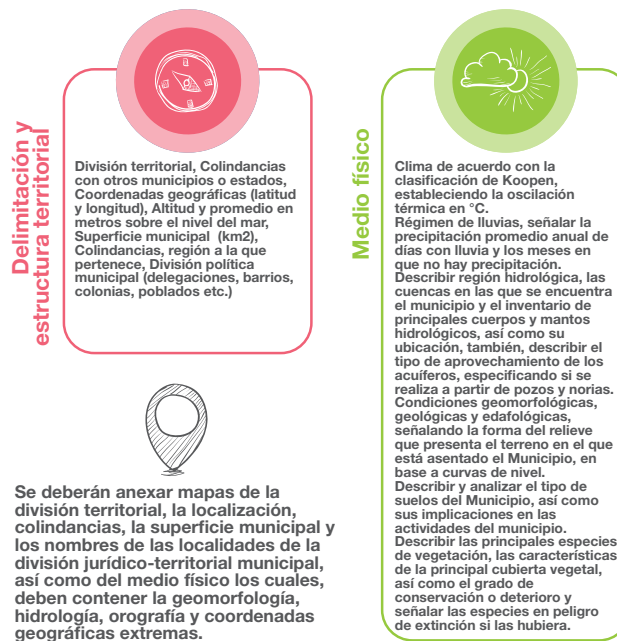 Delimitación y
estructura territorial
División territorial, Colindancias
con otros municipios o estados,
Coordenadas geográficas (latitud
y longitud), Altitud y promedio en
metros sobre el nivel del mar,
Superficie municipal (km2),
Colindancias, región a la que
pertenece, División política
municipal (delegaciones, barrios,
colonias, poblados etc.)
Se deberán anexar mapas de la
división territorial, la localización,
colindancias, la superficie municipal y
los nombres de las localidades de la
división jurídico-territorial municipal,
así como del medio físico los cuales,
deben contener la geomorfología,
hidrología, orografía y coordenadas
geográficas extremas.
Medio físico
Clima de acuerdo con la
clasificación de Koopen,
estableciendo la oscilación
térmica en °C.
Régimen de lluvias, señalar la
precipitación promedio anual de
días con lluvia y los meses en
que no hay precipitación.
Describir región hidrológica, las
cuencas en las que se encuentra
el municipio y el inventario de
principales cuerpos y mantos
hidrológicos, así como su
ubicación, también, describir el
tipo de aprovechamiento de los
acuíferos, especificando si se
realiza a partir de pozos y norias.
Condiciones geomorfológicas,
geológicas y edafológicas,
señalando la forma del relieve
que presenta el terreno en el que
está asentado el Municipio, en
base a curvas de nivel.
Describir y analizar el tipo de
suelos del Municipio, así como
sus implicaciones en las
actividades del municipio.
Describir las principales especies
de vegetación, las características
de la principal cubierta vegetal,
así como el grado de
conservación o deterioro y
señalar las especies en peligro
de extinción si las hubiera.